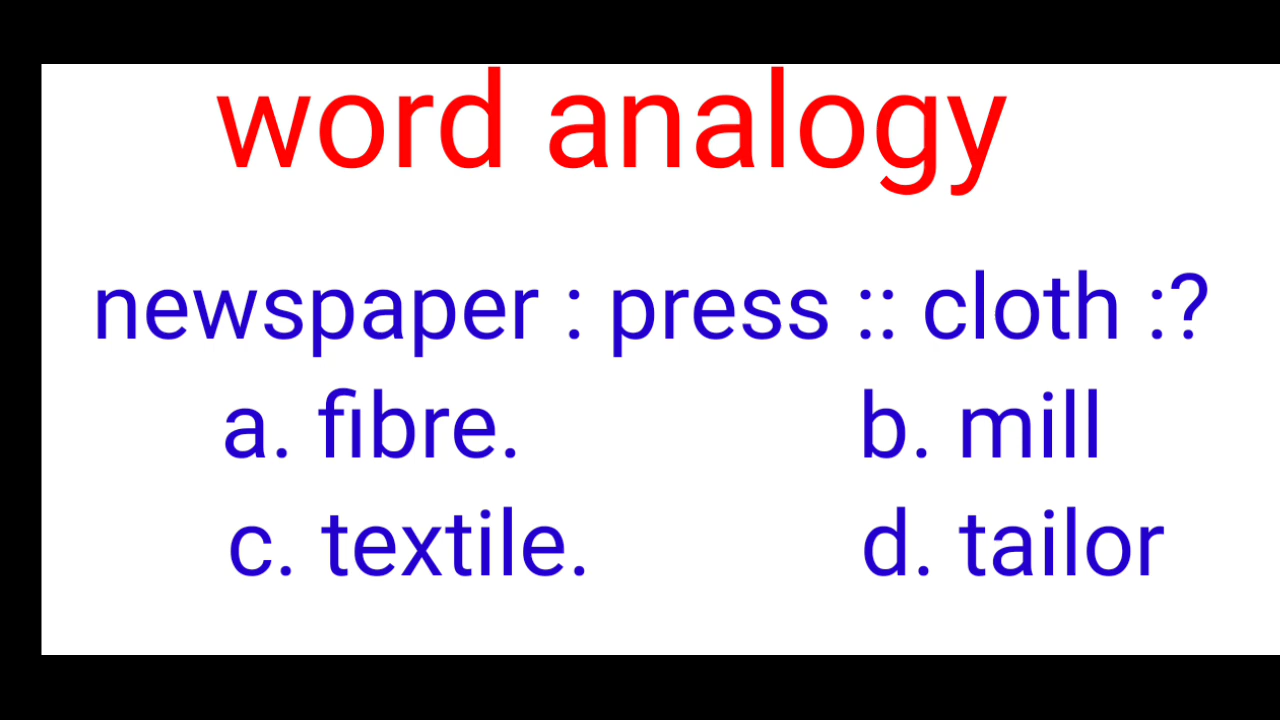 word analogy
newspaper : press :: cloth :?
a. fibre. b. mill
c. textile. d. tailor